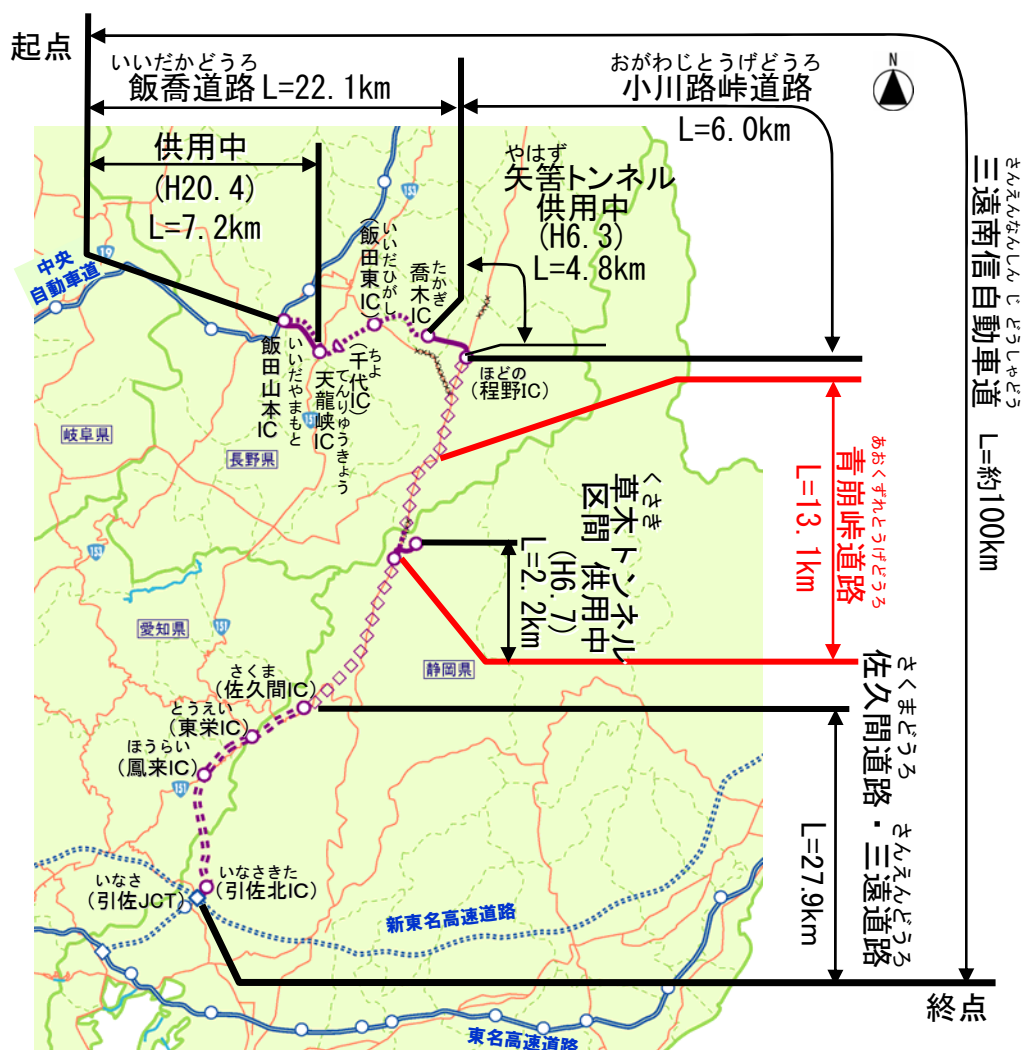 起点
いいだかどうろ
飯喬道路 L=22.1km
おがわじとうげどうろ
小川路峠道路
L=6.0km
N
供用中
(H20.4)
L=7.2km
やはず
矢筈トンネル
供用中
(H6.3)
L=4.8km
153
19
中央
自動車道
いいだひがし
(飯田東IC)
たかぎ
喬木IC
ほどの
(程野IC)
ちよ
(千代IC)
てんりゅうきょう
天龍峡IC
いいだやまもと
飯田山本IC
151
岐阜県
長野県
さんえんなんしんじどうしゃどう
三遠南信自動車道 L=約100km
あおくずれとうげどうろ
青崩峠道路
L=13.1km
くさき
草木トンネル
区間 供用中
(H6.7)
L=2.2km
153
愛知県
151
静岡県
さくま
(佐久間IC)
とうえい
(東栄IC)
ほうらい
(鳳来IC)
151
さくまどうろ さんえんどうろ
佐久間道路・三遠道路
L=27.9km
いなさきた
(引佐北IC)
いなさ
(引佐JCT)
新東名高速道路
終点
東名高速道路